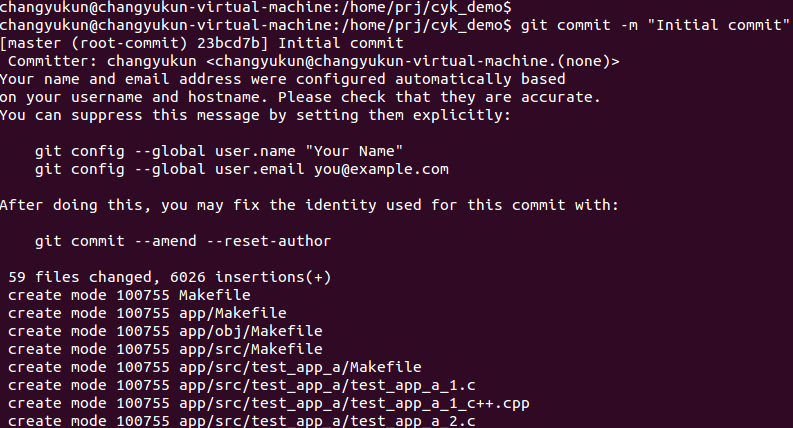 changyukun@changyukun-virtual-machine:/home/prj/cyk_demo$
changyukun@changyukun-virtual-machine:/home/prj/cyk_demo$ git commit -m "Initial commit"
[master (root-commit) 23bcd7b] Initial commit
 Committer: changyukun <changyukun@changyukun-virtual-machine.(none)>
Your name and email address were configured automatically based
on your username and hostname. Please check that they are accurate.
You can suppress this message by setting them explicitly:

    git config --global user.name "Your Name"
    git config --global user.email you@example.com

After doing this, you may fix the identity used for this commit with:

    git commit --amend --reset-author

 59 files changed, 6026 insertions(+)
 create mode 100755 Makefile
 create mode 100755 app/Makefile
 create mode 100755 app/obj/Makefile
 create mode 100755 app/src/Makefile
 create mode 100755 app/src/test_app_a/Makefile
 create mode 100755 app/src/test_app_a/test_app_a_1.c
 create mode 100755 app/src/test_app_a/test_app_a_1_c++.cpp
 create mode 100755 app/src/test_app_a/test_app_a_2.c